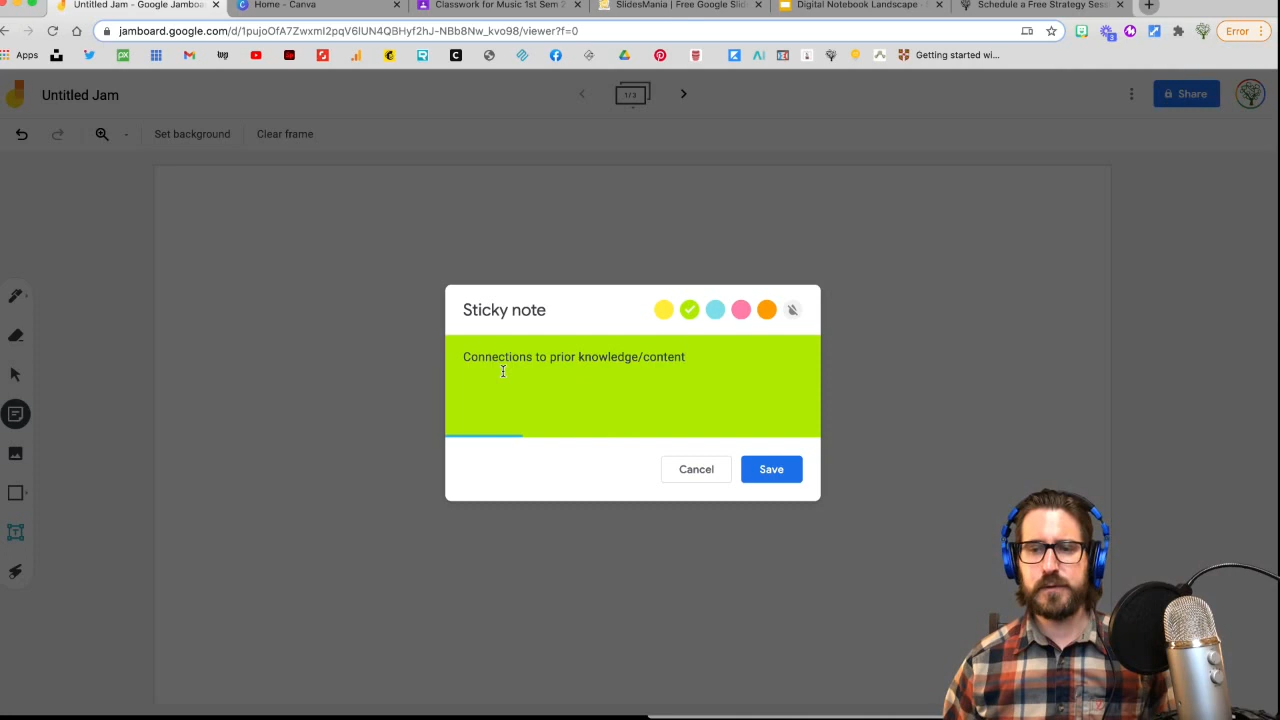 Untitled Jam - Google Jamboa
Home - Canva
Classwork for Music 1st Sem 2
SlidesMania | Free Google Slid
Digital Notebook Landscape -
Schedule a Free Strategy Sess
jamboard.google.com/d/1pujoOfA7ZwxmI2pqV6lUN4QBHyf2hJ-NBb8Nw_kvo98/viewer?f=0
Error
Apps
Getting started wi...
Untitled Jam
1/3
Share
Set background
Clear frame
Sticky note
Connections to prior knowledge/content
Cancel
Save